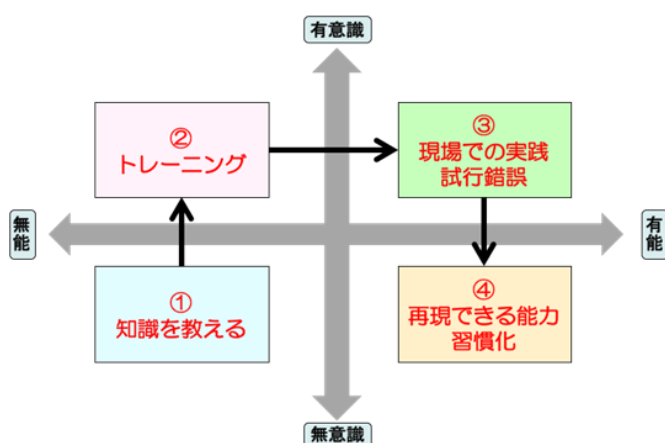 有意識
②
トレーニング
③
現場での実践
試行錯誤
無能
有能
①
知識を教える
④
再現できる能力
習慣化
無意識